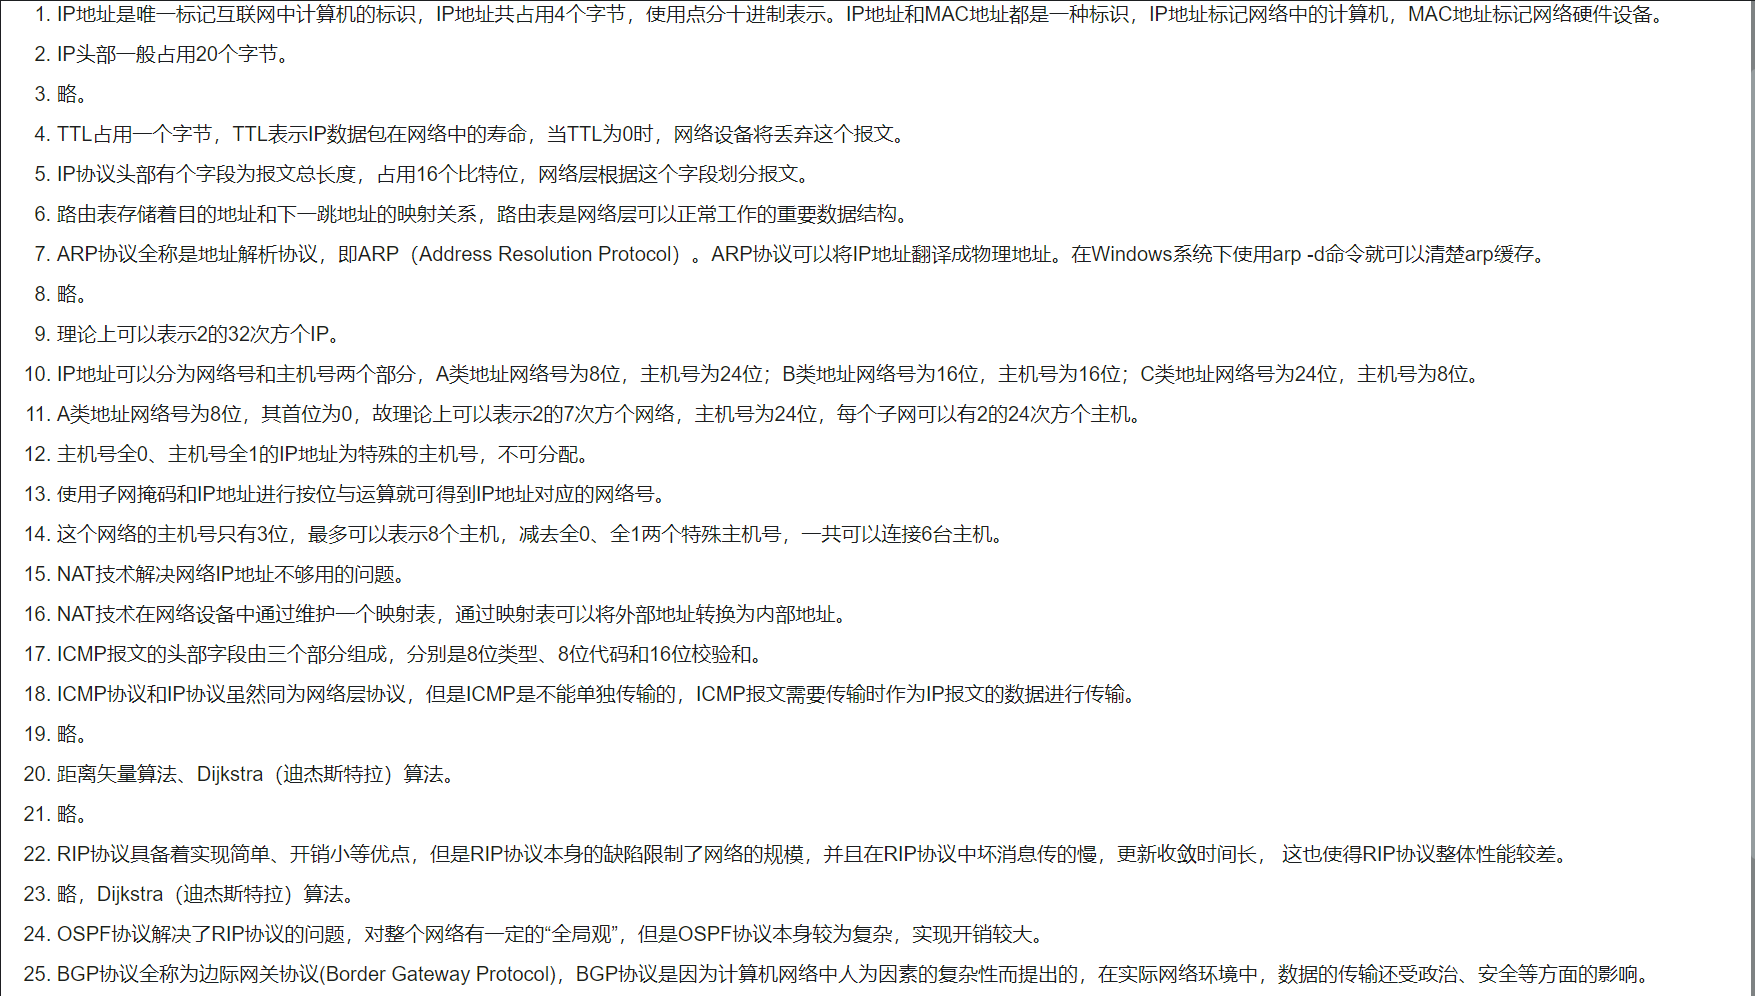 1. IP地址是唯一标记互联网中计算机的标识，IP地址共占用4个字节，使用点分十进制表示。IP地址和MAC地址都是一种标识，IP地址标记网络中的计算机，MAC地址标记网络硬件设备。
2. IP头部一般占用20个字节。
3. 略。
4. TTL占用一个字节，TTL表示IP数据包在网络中的寿命，当TTL为0时，网络设备将丢弃这个报文。
5. IP协议头部有个字段为报文总长度，占用16个比特位，网络层根据这个字段划分报文。
6. 路由表存储着目的地址和下一跳地址的映射关系，路由表是网络层可以正常工作的重要数据结构。
7. ARP协议全称是地址解析协议，即ARP（Address Resolution Protocol）。ARP协议可以将IP地址翻译成物理地址。在Windows系统下使用arp -d命令就可以清楚arp缓存。
8. 略。
9. 理论上可以表示2的32次方个IP。
10. IP地址可以分为网络号和主机号两个部分，A类地址网络号为8位，主机号为24位；B类地址网络号为16位，主机号为16位；C类地址网络号为24位，主机号为8位。
11. A类地址网络号为8位，其首位为0，故理论上可以表示2的7次方个网络，主机号为24位，每个子网可以有2的24次方个主机。
12. 主机号全0、主机号全1的IP地址为特殊的主机号，不可分配。
13. 使用子网掩码和IP地址进行按位与运算就可得到IP地址对应的网络号。
14. 这个网络的主机号只有3位，最多可以表示8个主机，减去全0、全1两个特殊主机号，一共可以连接6台主机。
15. NAT技术解决网络IP地址不够用的问题。
16. NAT技术在网络设备中通过维护一个映射表，通过映射表可以将外部地址转换为内部地址。
17. ICMP报文的头部字段由三个部分组成，分别是8位类型、8位代码和16位校验和。
18. ICMP协议和IP协议虽然同为网络层协议，但是ICMP是不能单独传输的，ICMP报文需要传输时作为IP报文的数据进行传输。
19. 略。
20. 距离矢量算法、Dijkstra（迪杰斯特拉）算法。
21. 略。
22. RIP协议具备着实现简单、开销小等优点，但是RIP协议本身的缺陷限制了网络的规模，并且在RIP协议中坏消息传的慢，更新收敛时间长， 这也使得RIP协议整体性能较差。
23. 略，Dijkstra（迪杰斯特拉）算法。
24. OSPF协议解决了RIP协议的问题，对整个网络有一定的“全局观”，但是OSPF协议本身较为复杂，实现开销较大。
25. BGP协议全称为边际网关协议(Border Gateway Protocol)，BGP协议是因为计算机网络中人为因素的复杂性而提出的，在实际网络环境中，数据的传输还受政治、安全等方面的影响。